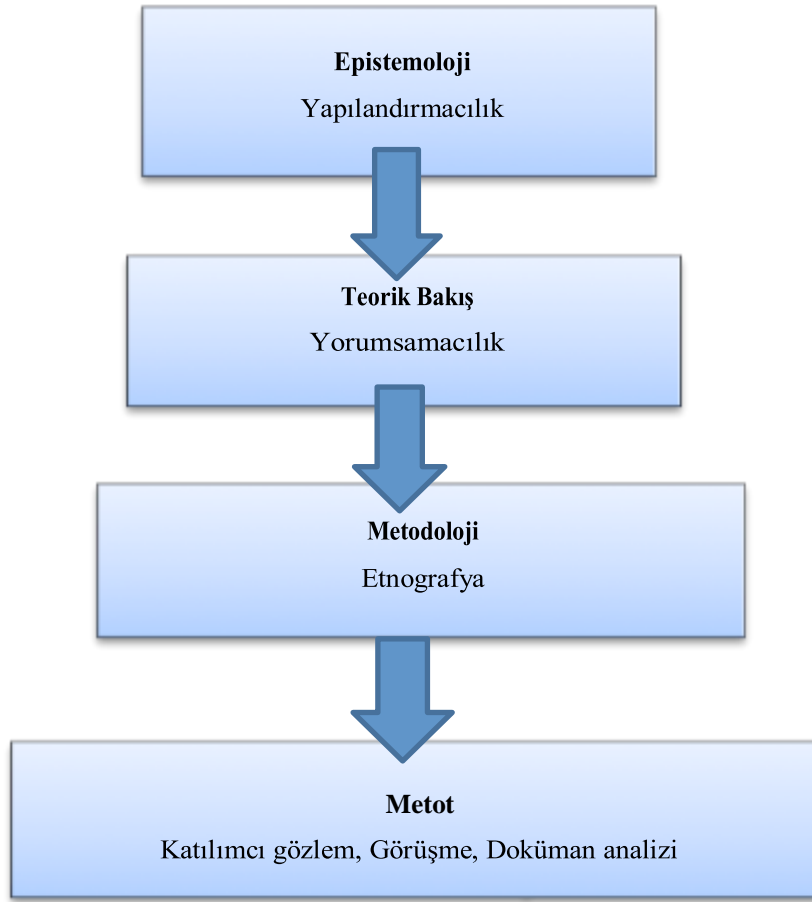 Epistemoloji
Yapılandırmacılık
Teorik Bakış
Yorumsamacılık
Metodoloji
Etnografya
Metot
Katılımcı gözlem, Görüşme, Doküman analizi